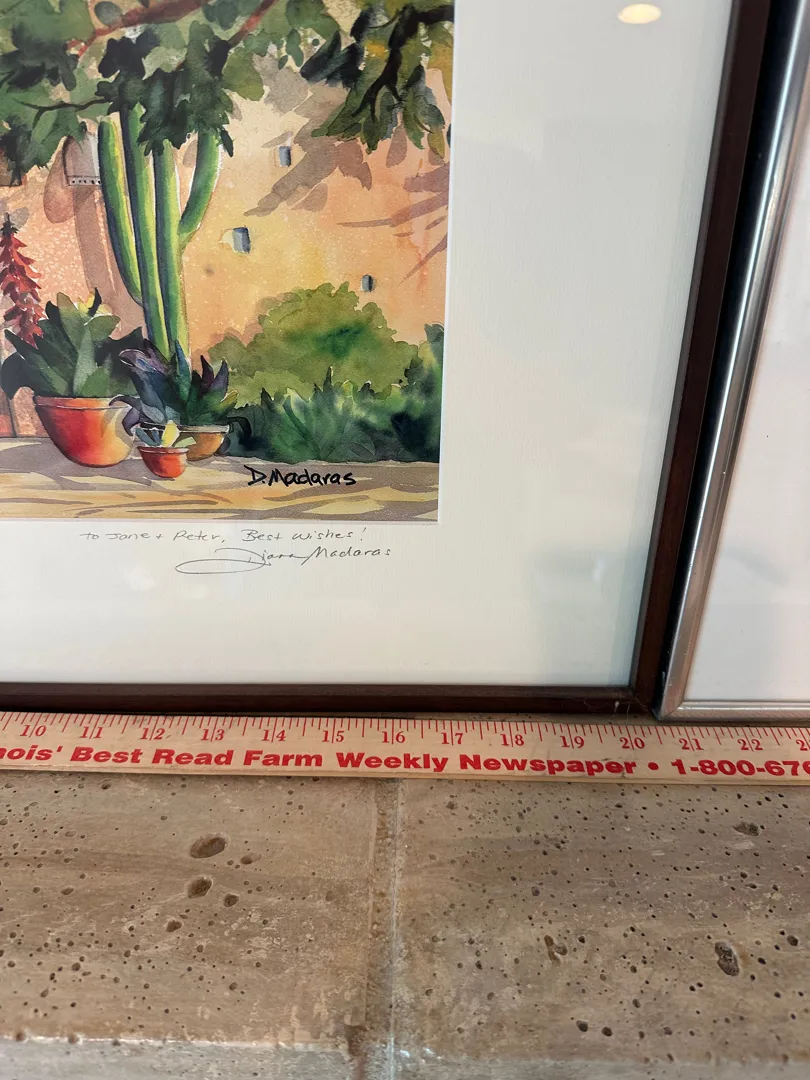 D. Madaras
To Jane + Peter, Best Wishes!
Diana Madaras
10 11 12 13 14 15 16 17 18 19 20 21 22
nois' Best Read Farm Weekly Newspaper • 1-800-676